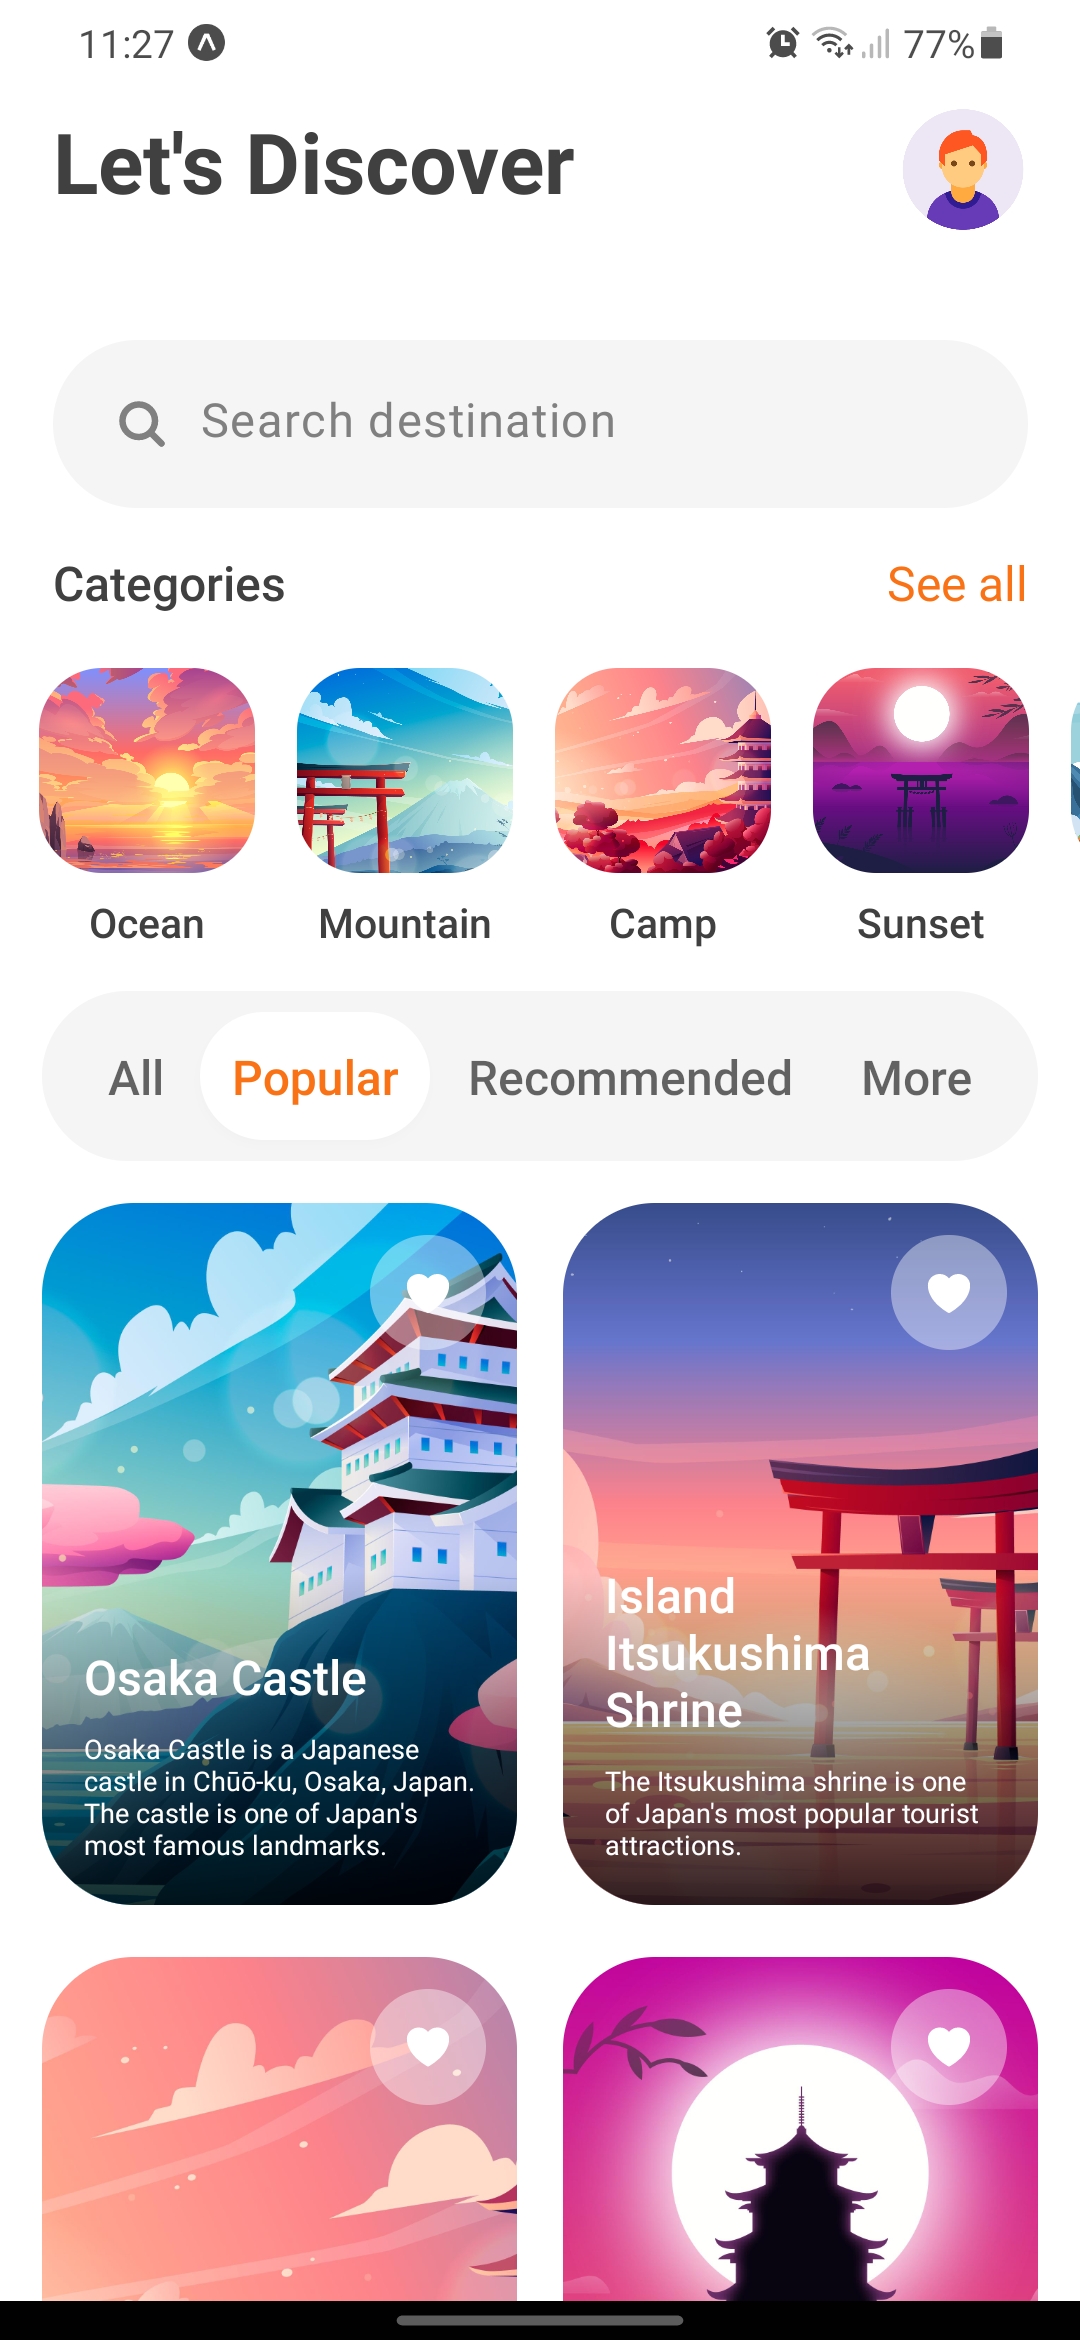 11:27
77%
Let's Discover
Search destination
Categories
See all
Ocean
Mountain
Camp
Sunset
All
Popular
Recommended
More
Osaka Castle
Osaka Castle is a Japanese
castle in Chūō-ku, Osaka, Japan.
The castle is one of Japan's
most famous landmarks.
Island
Itsukushima
Shrine
The Itsukushima shrine is one
of Japan's most popular tourist
attractions.